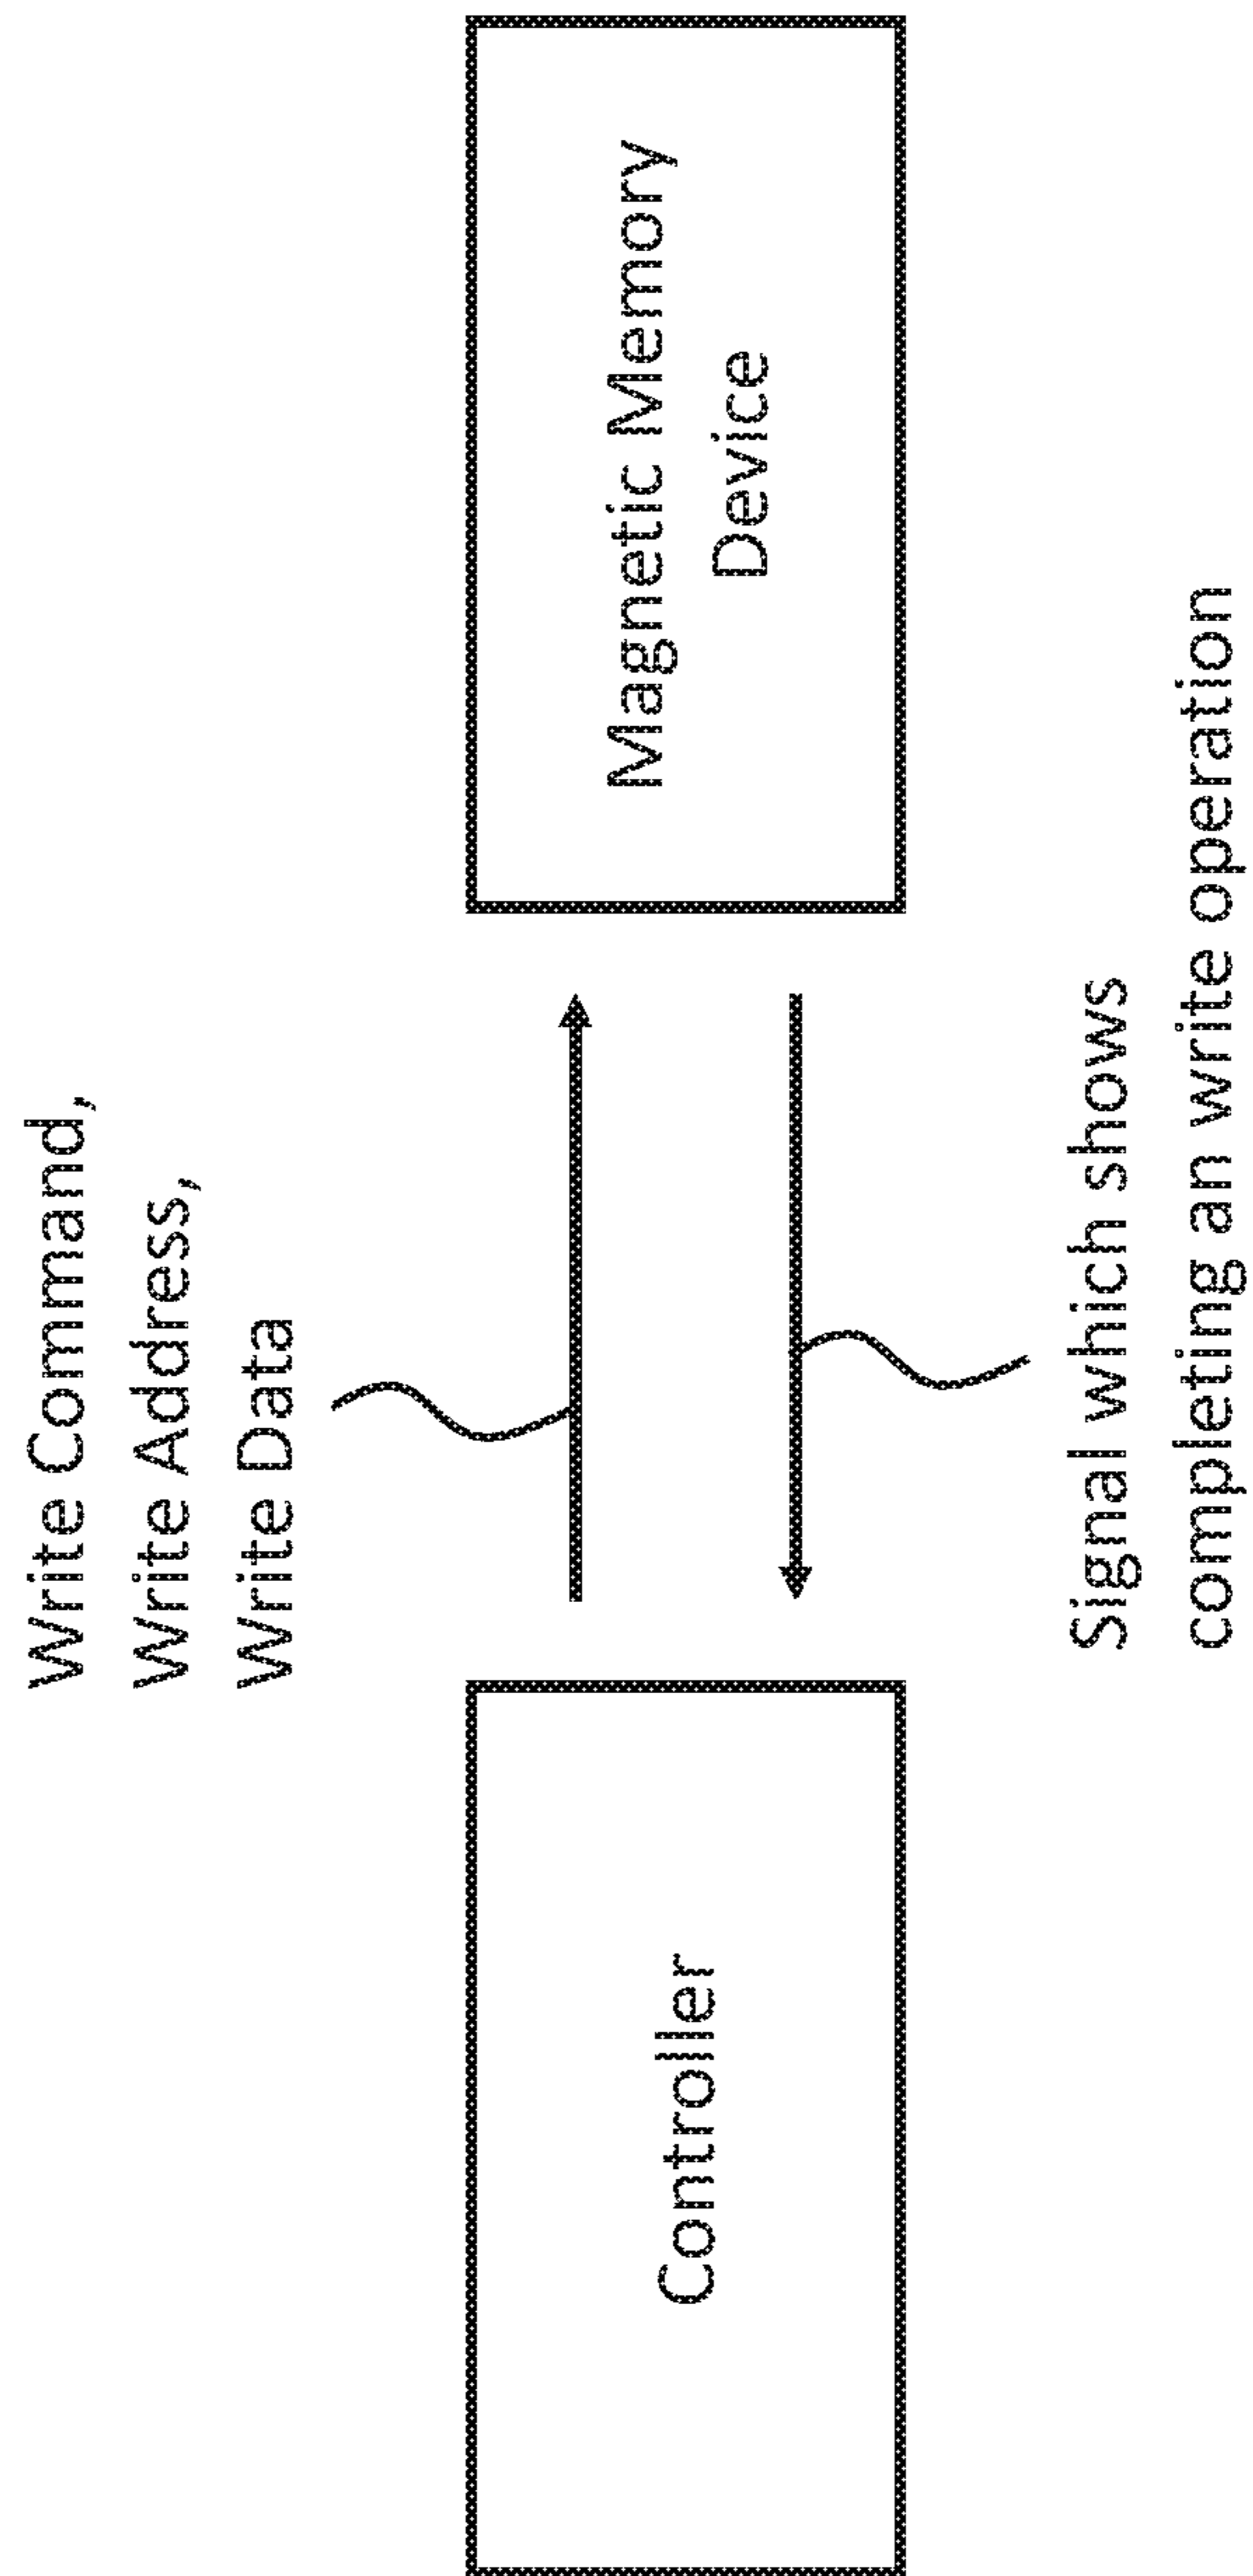 Write Command,
Write Address,
Write Data
Controller
Magnetic Memory
Device
Signal which shows
completing an write operation